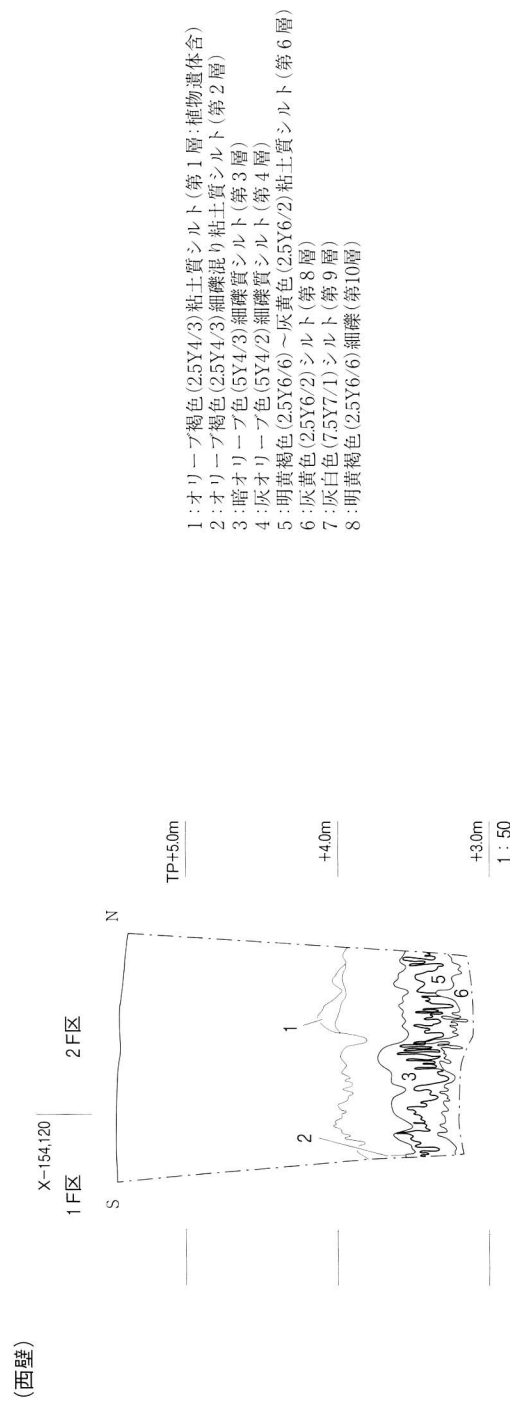 (西壁)
X-154,120
1F区
2F区
S
N
TP+5.0m
+4.0m
+3.0m
1:50
1
2
3
5
6
1:オリーブ褐色(2.5Y4/3)粘土質シルト(第1層:植物遺体含)
2:オリーブ褐色(2.5Y4/3)細礫混り粘土質シルト(第2層)
3:暗オリーブ色(5Y4/3)細礫質シルト(第3層)
4:灰オリーブ色(5Y4/2)細礫質シルト(第4層)
5:明黄褐色(2.5Y6/6)~灰黄色(2.5Y6/2)粘土質シルト(第6層)
6:灰黄色(2.5Y6/2)シルト(第8層)
7:灰白色(7.5Y7/1)シルト(第9層)
8:明黄褐色(2.5Y6/6)細礫(第10層)